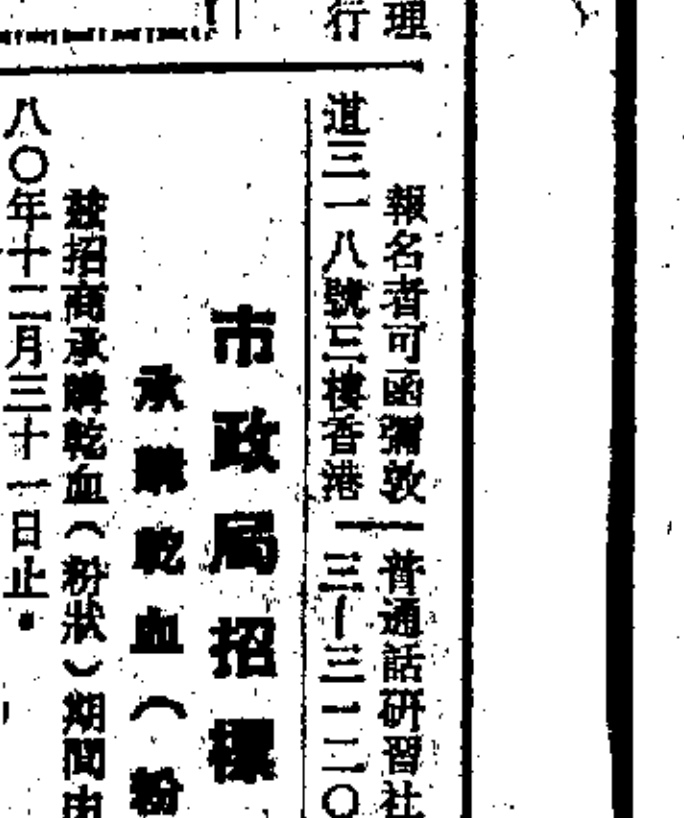 理
行
報名者可函彌敦
道三一八號三樓香港
普通話研習社
三—三一二〇
市政局招標
承購乾血（粉
茲招商承購乾血（粉狀）期間由
八〇年十二月三十一日止．